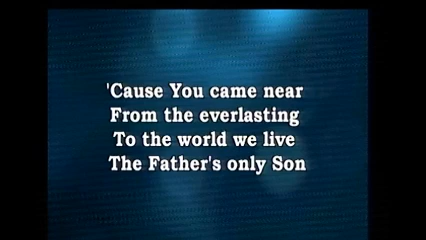 'Cause You came near
From the everlasting
To the world we live
The Father's only Son